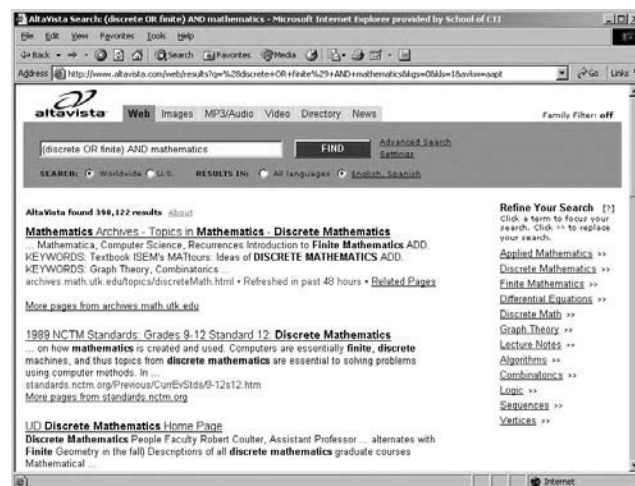 AltaVista Search: (discrete OR finite) AND mathematics - Microsoft Internet Explorer provided by School of CTI
File Edit View Favorites Tools Help
Back Search Favorites Media
Address http://www.altavista.com/web/results?q=%28discrete+OR+finite%29+AND+mathematics&kgs=0&kls=1&avkw=aapt Go Links
altavista Web Images MP3/Audio Video Directory News Family Filter: off
(discrete OR finite) AND mathematics FIND Advanced Search
Settings
SEARCH: Worldwide U.S. RESULTS IN: All languages English, Spanish
AltaVista found 390,122 results About
Mathematics Archives - Topics in Mathematics - Discrete Mathematics
... Mathematica, Computer Science, Recurrences Introduction to Finite Mathematics ADD.
KEYWORDS: Textbook ISEM's MATtours: Ideas of DISCRETE MATHEMATICS ADD.
KEYWORDS: Graph Theory, Combinatorics ...
archives.math.utk.edu/topics/discreteMath.html • Refreshed in past 48 hours • Related Pages
More pages from archives.math.utk.edu
1989 NCTM Standards: Grades 9-12 Standard 12: Discrete Mathematics
... on how mathematics is created and used. Computers are essentially finite, discrete
machines, and thus topics from discrete mathematics are essential to solving problems
using computer methods. In ...
standards.nctm.org/Previous/CurrEvStds/9-12s12.htm
More pages from standards.nctm.org
UD Discrete Mathematics Home Page
Discrete Mathematics People Faculty Robert Coulter, Assistant Professor ... alternates with
Finite Geometry in the fall) Descriptions of all discrete mathematics graduate courses
Mathematical ...
Refine Your Search [?]
Click a term to focus your
search. Click >> to replace
your search.
Applied Mathematics >>
Discrete Mathematics >>
Finite Mathematics >>
Differential Equations >>
Discrete Math >>
Graph Theory >>
Lecture Notes >>
Algorithms >>
Combinatorics >>
Logic >>
Sequences >>
Vertices >>
Internet